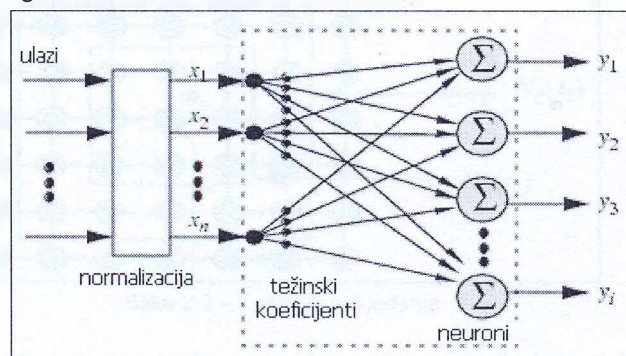 ulazi
x1
x2
xn
normalizacija
težinski
koeficijenti
Σ
Σ
Σ
Σ
neuroni
y1
y2
y3
yi